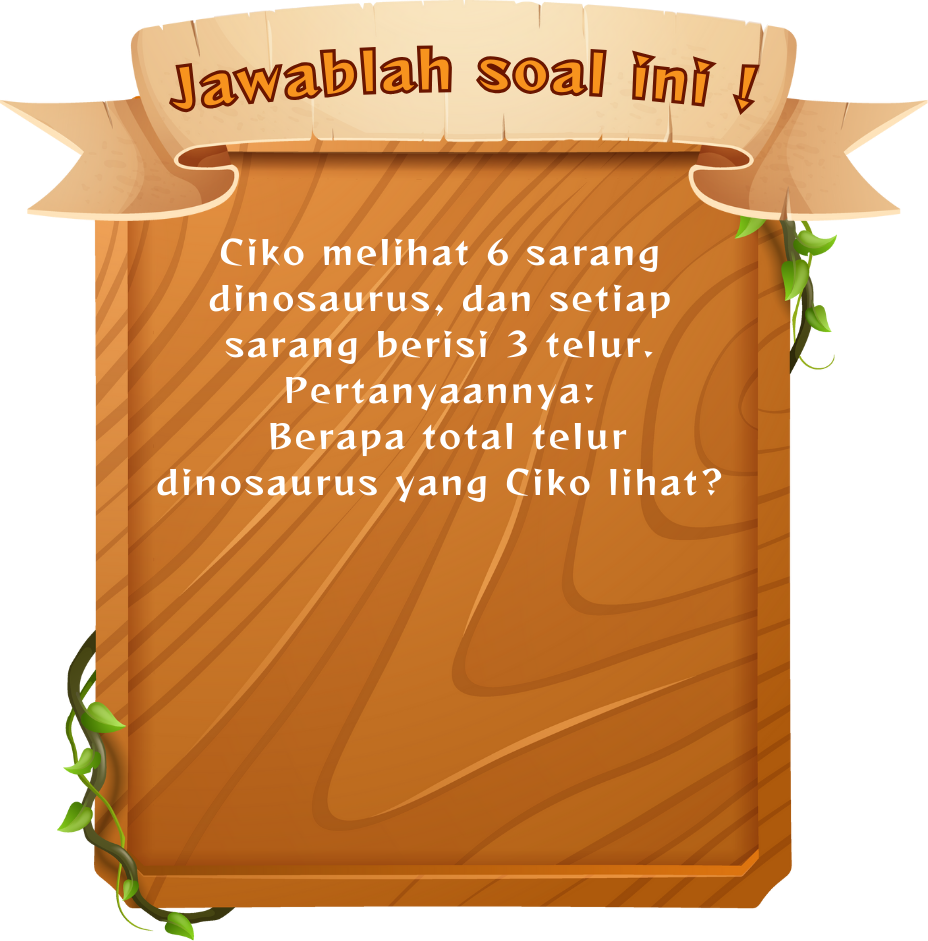 Jawablah soal ini !
Ciko melihat 6 sarang
dinosaurus, dan setiap
sarang berisi 3 telur.
Pertanyaannya:
Berapa total telur
dinosaurus yang Ciko lihat?